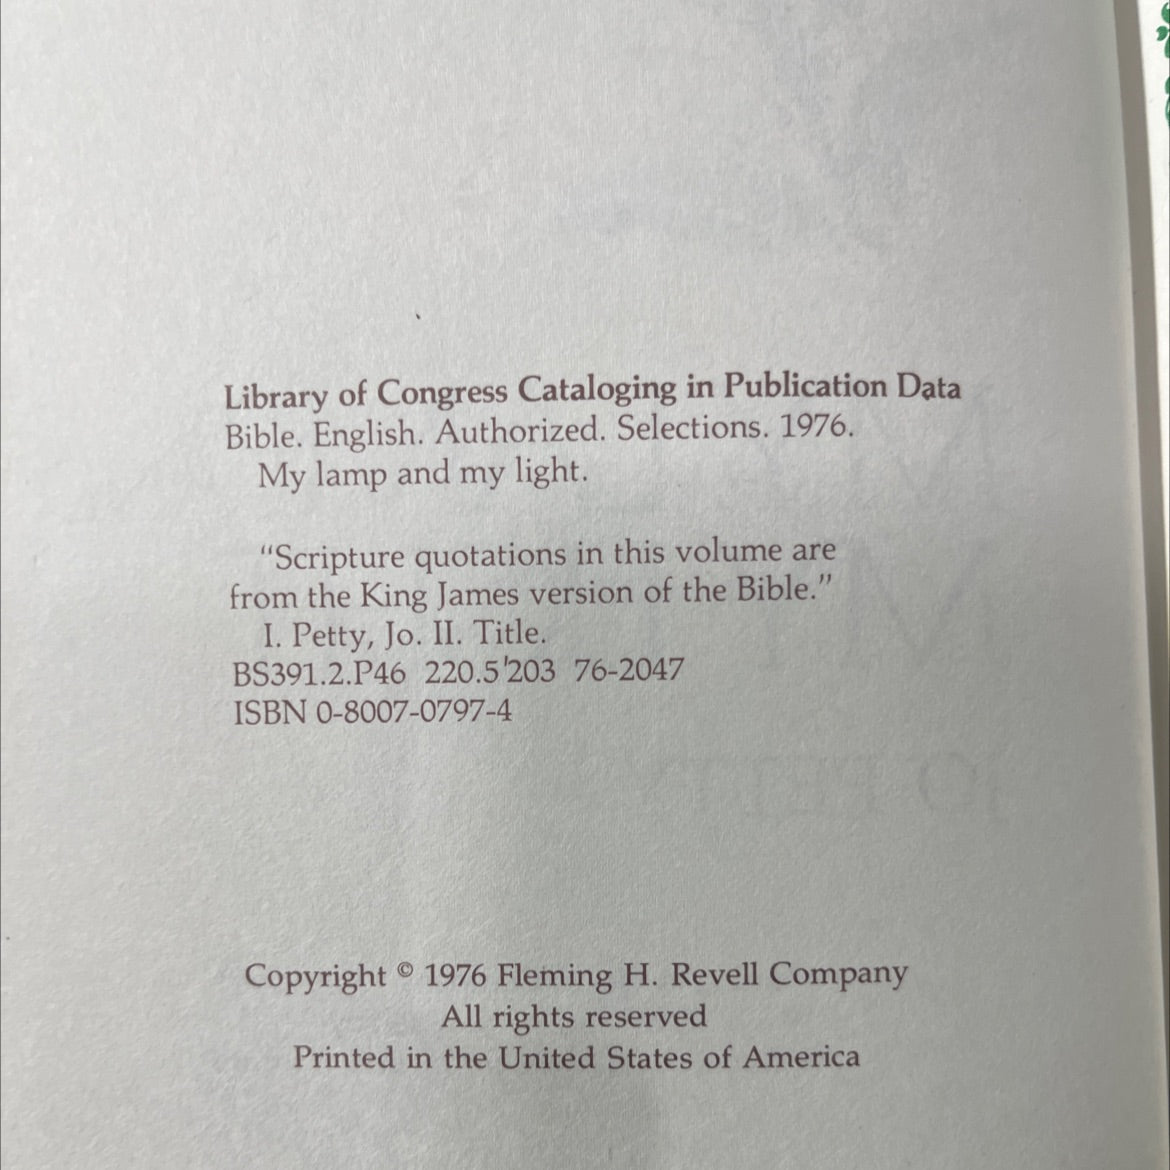 Library of Congress Cataloging in Publication Data
Bible. English. Authorized. Selections. 1976.
My lamp and my light.
“Scripture quotations in this volume are
from the King James version of the Bible.”
I. Petty, Jo. II. Title.
BS391.2.P46 220.5'203 76-2047
ISBN 0-8007-0797-4
Copyright © 1976 Fleming H. Revell Company
All rights reserved
Printed in the United States of America